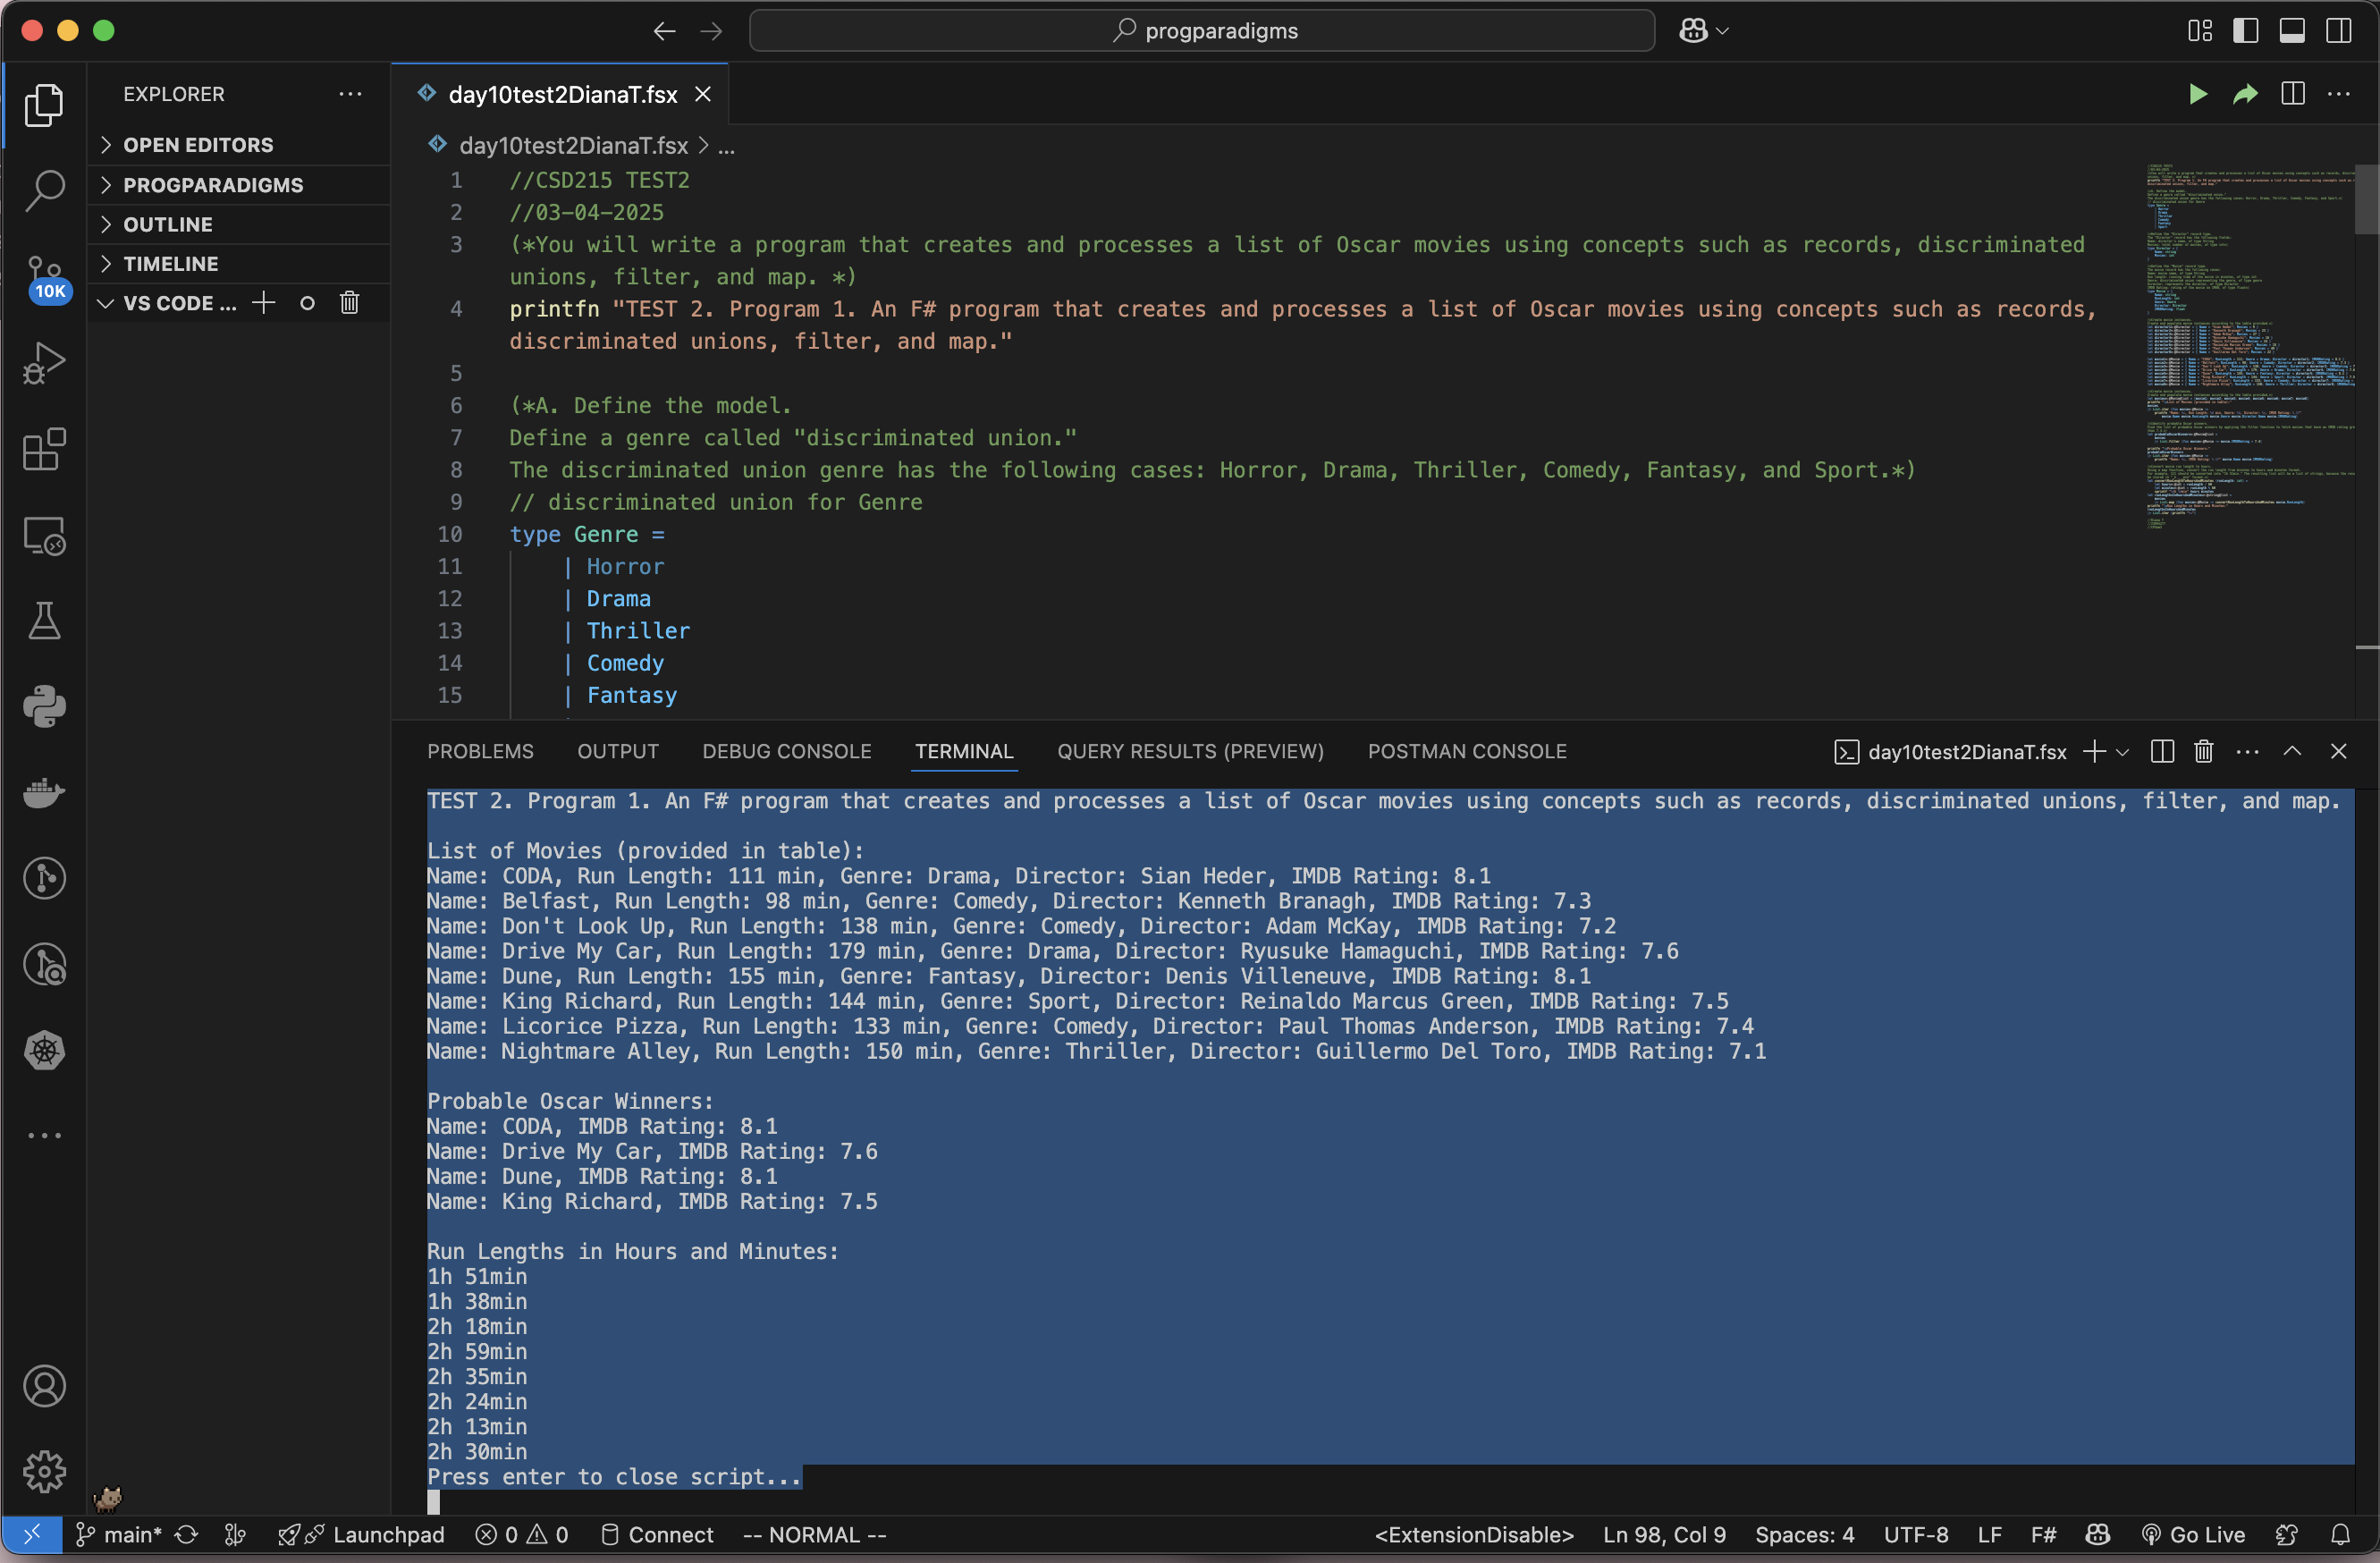 progparadigms
EXPLORER
OPEN EDITORS
PROGPARADIGMS
OUTLINE
TIMELINE
VS CODE ...
10K
day10test2DianaT.fsx
day10test2DianaT.fsx > ...
1 //CSD215 TEST2
2 //03-04-2025
3 (*You will write a program that creates and processes a list of Oscar movies using concepts such as records, discriminated
unions, filter, and map. *)
4 printfn "TEST 2. Program 1. An F# program that creates and processes a list of Oscar movies using concepts such as records,
discriminated unions, filter, and map."
5
6 (*A. Define the model.
7 Define a genre called "discriminated union."
8 The discriminated union genre has the following cases: Horror, Drama, Thriller, Comedy, Fantasy, and Sport.*)
9 // discriminated union for Genre
10 type Genre =
11 | Horror
12 | Drama
13 | Thriller
14 | Comedy
15 | Fantasy
PROBLEMS OUTPUT DEBUG CONSOLE TERMINAL QUERY RESULTS (PREVIEW) POSTMAN CONSOLE day10test2DianaT.fsx
TEST 2. Program 1. An F# program that creates and processes a list of Oscar movies using concepts such as records, discriminated unions, filter, and map.
List of Movies (provided in table):
Name: CODA, Run Length: 111 min, Genre: Drama, Director: Sian Heder, IMDB Rating: 8.1
Name: Belfast, Run Length: 98 min, Genre: Comedy, Director: Kenneth Branagh, IMDB Rating: 7.3
Name: Don't Look Up, Run Length: 138 min, Genre: Comedy, Director: Adam McKay, IMDB Rating: 7.2
Name: Drive My Car, Run Length: 179 min, Genre: Drama, Director: Ryusuke Hamaguchi, IMDB Rating: 7.6
Name: Dune, Run Length: 155 min, Genre: Fantasy, Director: Denis Villeneuve, IMDB Rating: 8.1
Name: King Richard, Run Length: 144 min, Genre: Sport, Director: Reinaldo Marcus Green, IMDB Rating: 7.5
Name: Licorice Pizza, Run Length: 133 min, Genre: Comedy, Director: Paul Thomas Anderson, IMDB Rating: 7.4
Name: Nightmare Alley, Run Length: 150 min, Genre: Thriller, Director: Guillermo Del Toro, IMDB Rating: 7.1
Probable Oscar Winners:
Name: CODA, IMDB Rating: 8.1
Name: Drive My Car, IMDB Rating: 7.6
Name: Dune, IMDB Rating: 8.1
Name: King Richard, IMDB Rating: 7.5
Run Lengths in Hours and Minutes:
1h 51min
1h 38min
2h 18min
2h 59min
2h 35min
2h 24min
2h 13min
2h 30min
Press enter to close script...
main* Launchpad 0 0 Connect -- NORMAL -- <ExtensionDisable> Ln 98, Col 9 Spaces: 4 UTF-8 LF F# Go Live